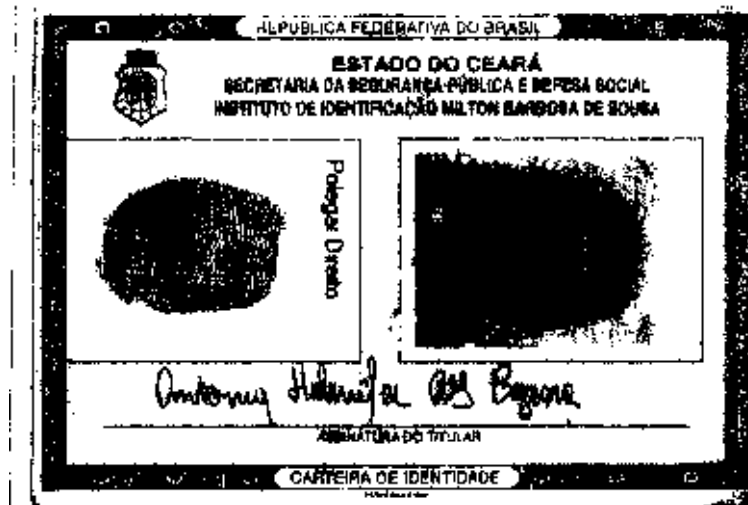 REPÚBLICA FEDERATIVA DO BRASIL
ESTADO DO CEARÁ
SECRETARIA DA SEGURANÇA PÚBLICA E DEFESA SOCIAL
INSTITUTO DE IDENTIFICAÇÃO MILTON BARBOSA DE SOUSA
Polegar Direito
ASSINATURA DO TITULAR
CARTEIRA DE IDENTIDADE